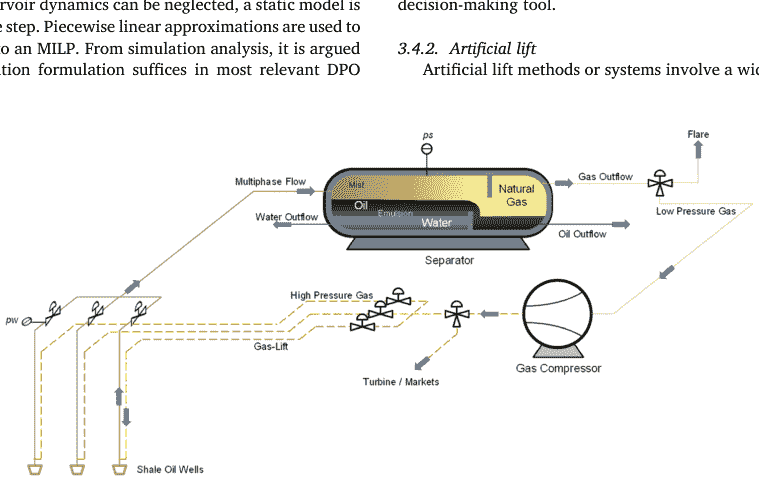 rvoir dynamics can be neglected, a static model is
e step. Piecewise linear approximations are used to
to an MILP. From simulation analysis, it is argued
tion formulation suffices in most relevant DPO
decision-making tool.
3.4.2. Artificial lift
Artificial lift methods or systems involve a wid
ps
Flare
Multiphase Flow
Mist
Natural
Gas
Gas Outflow
Oil
Emulsion
Water
Water Outflow
Low Pressure Gas
Oil Outflow
Separator
High Pressure Gas
pw
Gas-Lift
Gas Compressor
Turbine / Markets
Shale Oil Wells